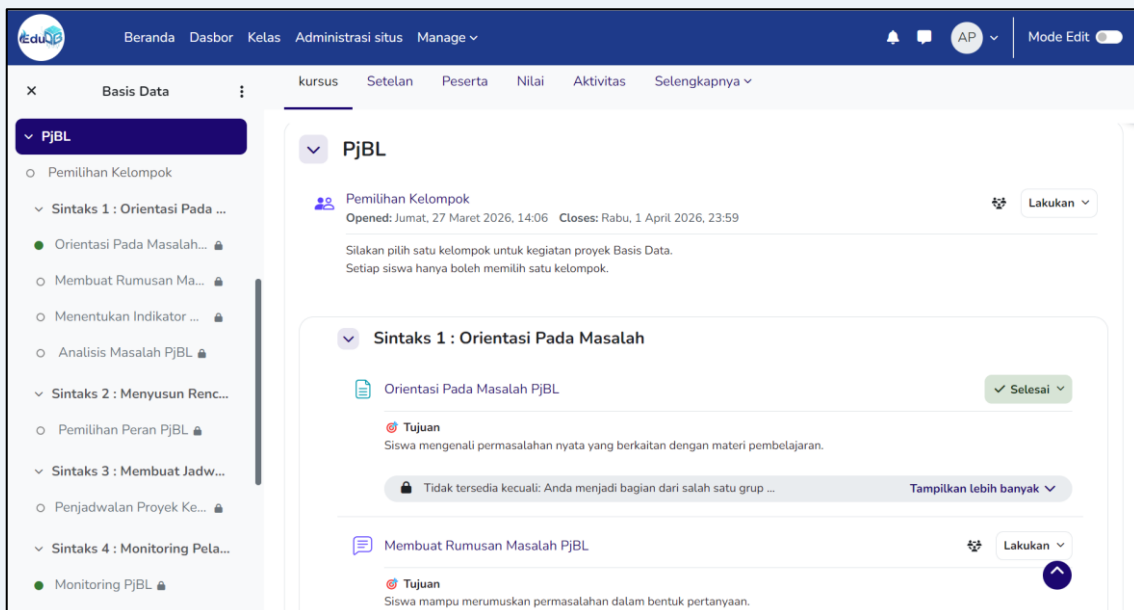 EduDB
Beranda Dasbor Kelas Administrasi situs Manage
AP
Mode Edit
Basis Data
PjBL
Pemilihan Kelompok
Sintaks 1 : Orientasi Pada ...
Orientasi Pada Masalah...
Membuat Rumusan Ma...
Menentukan Indikator ...
Analisis Masalah PjBL
Sintaks 2 : Menyusun Renc...
Pemilihan Peran PjBL
Sintaks 3 : Membuat Jadw...
Penjadwalan Proyek Ke...
Sintaks 4 : Monitoring Pela...
Monitoring PjBL
kursus Setelan Peserta Nilai Aktivitas Selengkapnya
PjBL
Pemilihan Kelompok
Opened: Jumat, 27 Maret 2026, 14:06 Closes: Rabu, 1 April 2026, 23:59
Lakukan
Silakan pilih satu kelompok untuk kegiatan proyek Basis Data.
Setiap siswa hanya boleh memilih satu kelompok.
Sintaks 1 : Orientasi Pada Masalah
Orientasi Pada Masalah PjBL
Selesai
Tujuan
Siswa mengenali permasalahan nyata yang berkaitan dengan materi pembelajaran.
Tidak tersedia kecuali: Anda menjadi bagian dari salah satu grup ... Tampilkan lebih banyak
Membuat Rumusan Masalah PjBL
Lakukan
Tujuan
Siswa mampu merumuskan permasalahan dalam bentuk pertanyaan.